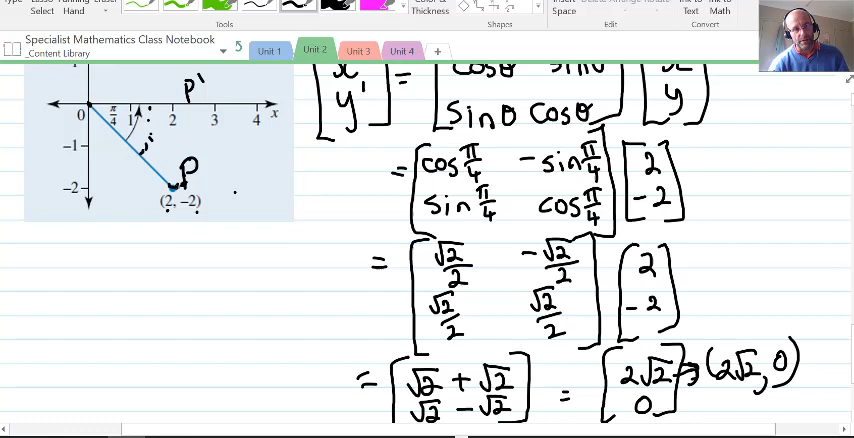 Select Hand Color & Thickness Insert Space Ink to Text Ink to Math
Tools Shapes Edit Convert
Specialist Mathematics Class Notebook
_Content Library
Unit 1 Unit 2 Unit 3 Unit 4 +
P'
0 π/4 1 2 3 4 x
−1
−2
P
(2, −2)
y' = sinθ cosθ y
= [cos π/4 −sin π/4] [2]
[sin π/4 cos π/4] [−2]
= [√2/2 −√2/2] [2]
[√2/2 √2/2] [−2]
= [√2 + √2] = [2√2] → (2√2, 0)
[√2 − √2] [0]